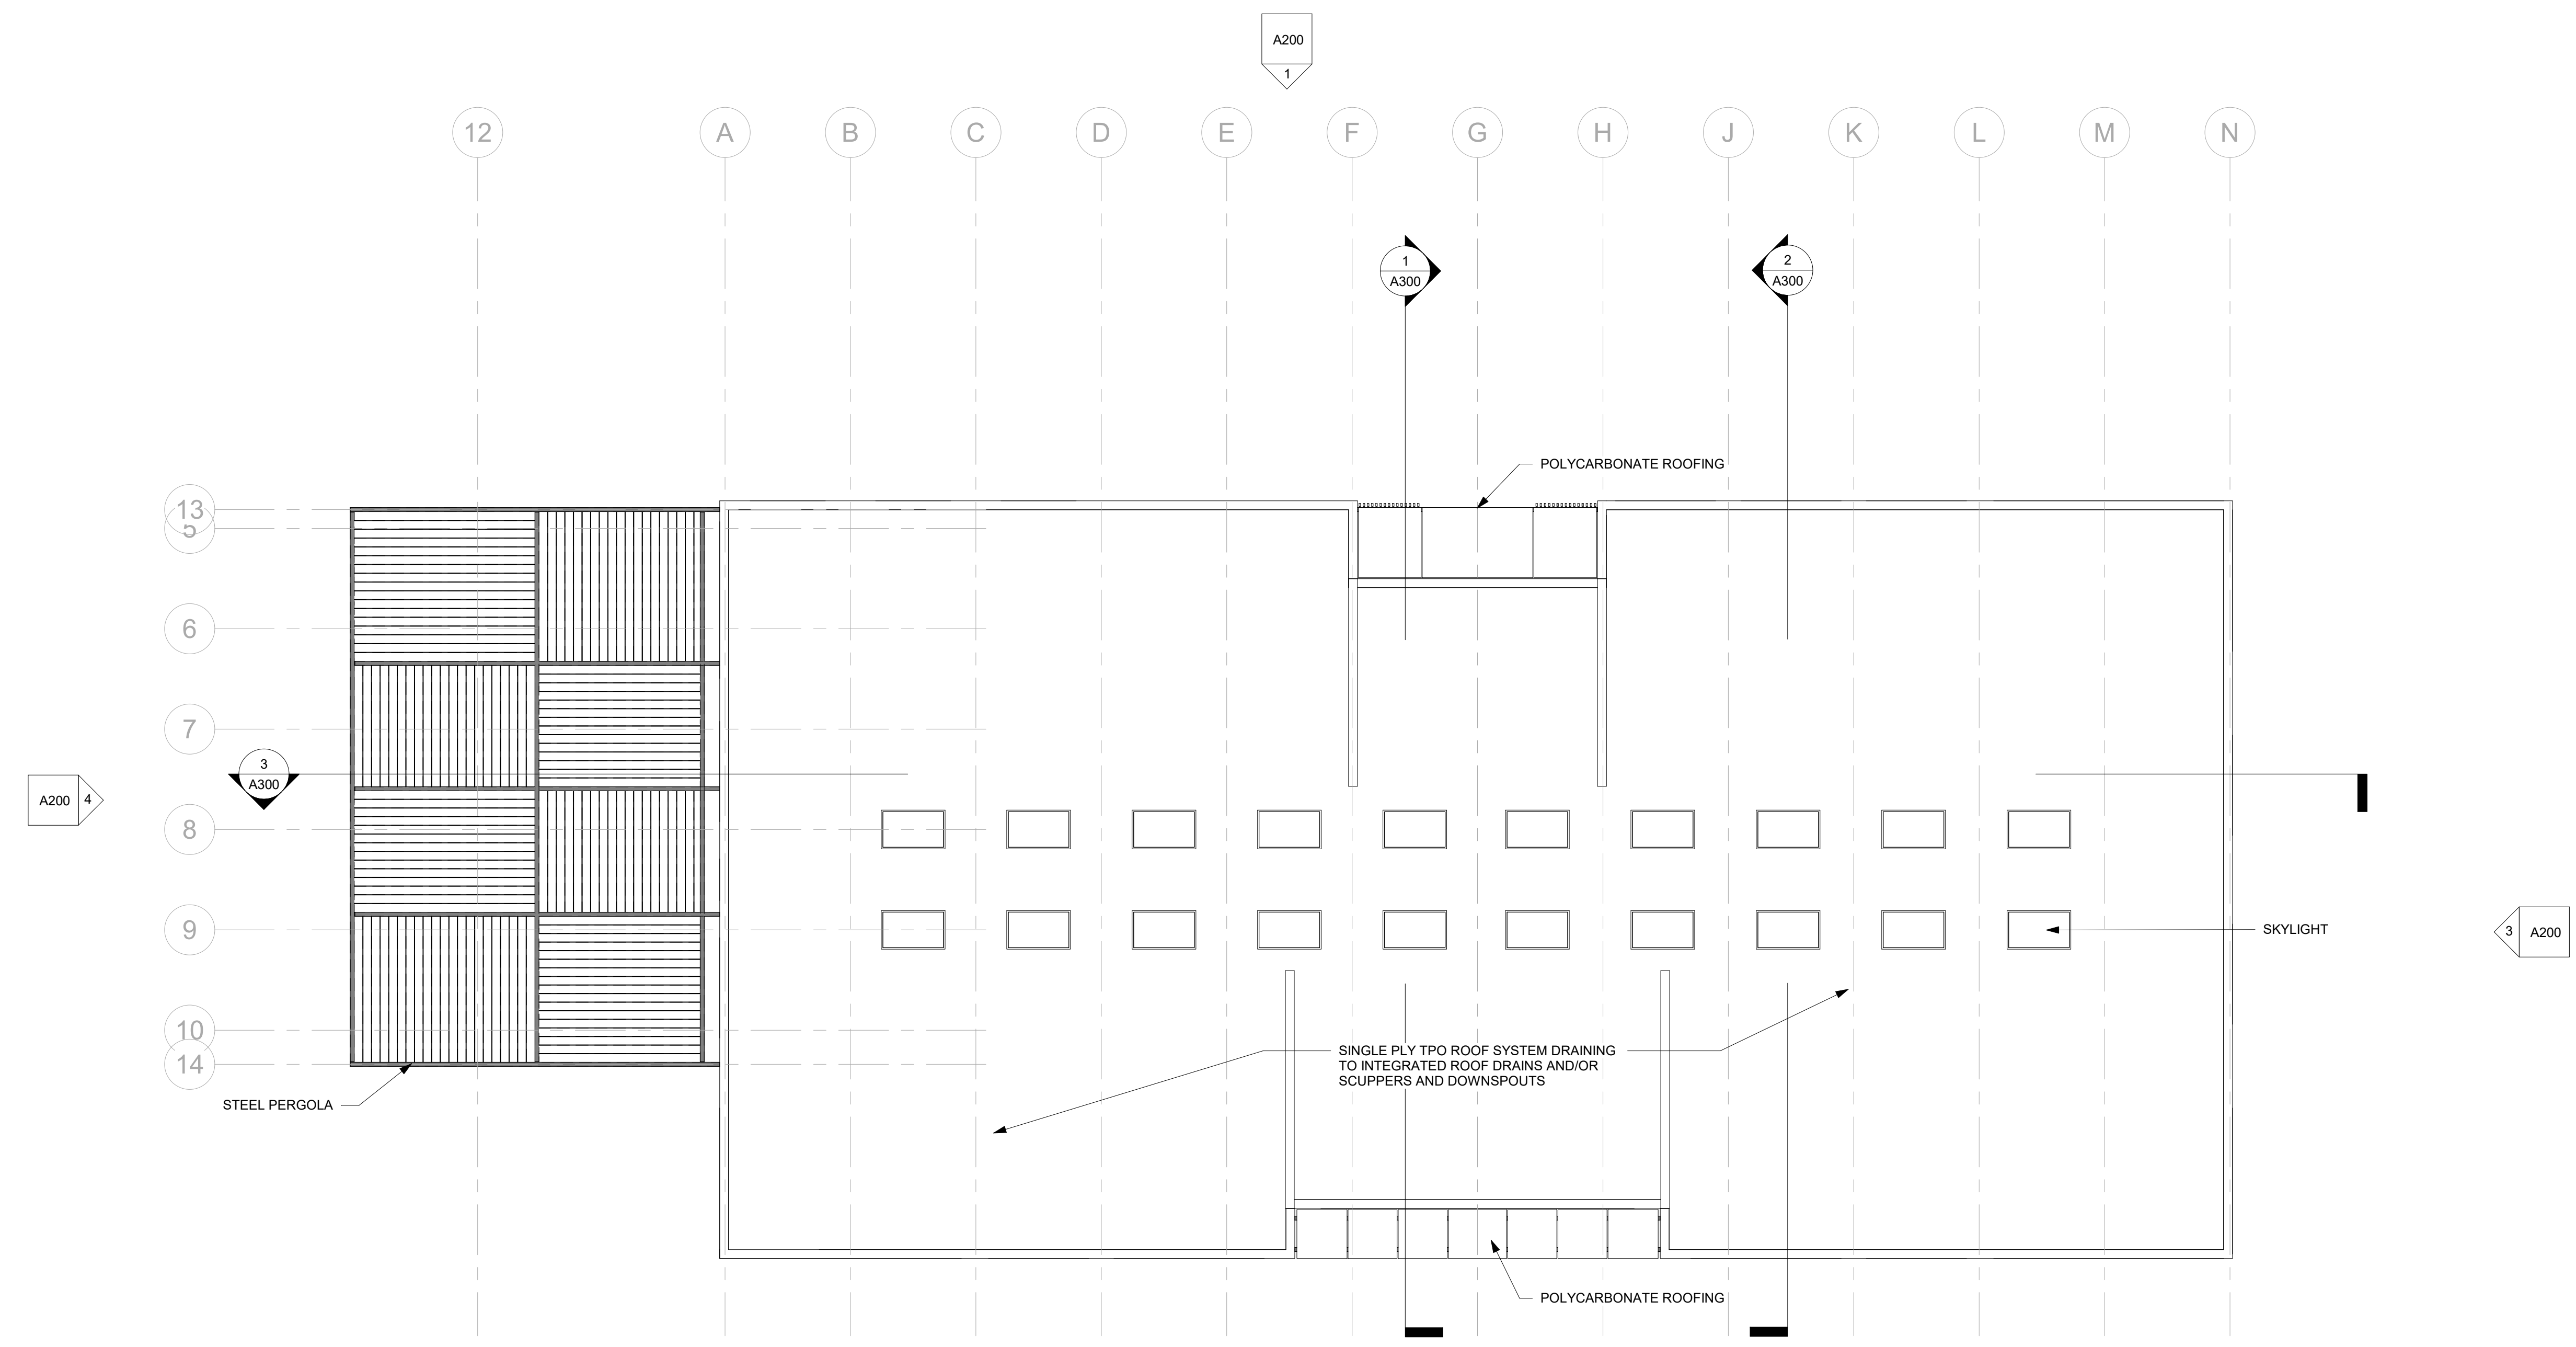 A200
1
12
A
B
C
D
E
F
G
H
J
K
L
M
N
1
A300
2
A300
POLYCARBONATE ROOFING
13
5
6
7
3
A300
A200
4
8
9
SKYLIGHT
3
A200
10
14
SINGLE PLY TPO ROOF SYSTEM DRAINING
TO INTEGRATED ROOF DRAINS AND/OR
SCUPPERS AND DOWNSPOUTS
STEEL PERGOLA
POLYCARBONATE ROOFING